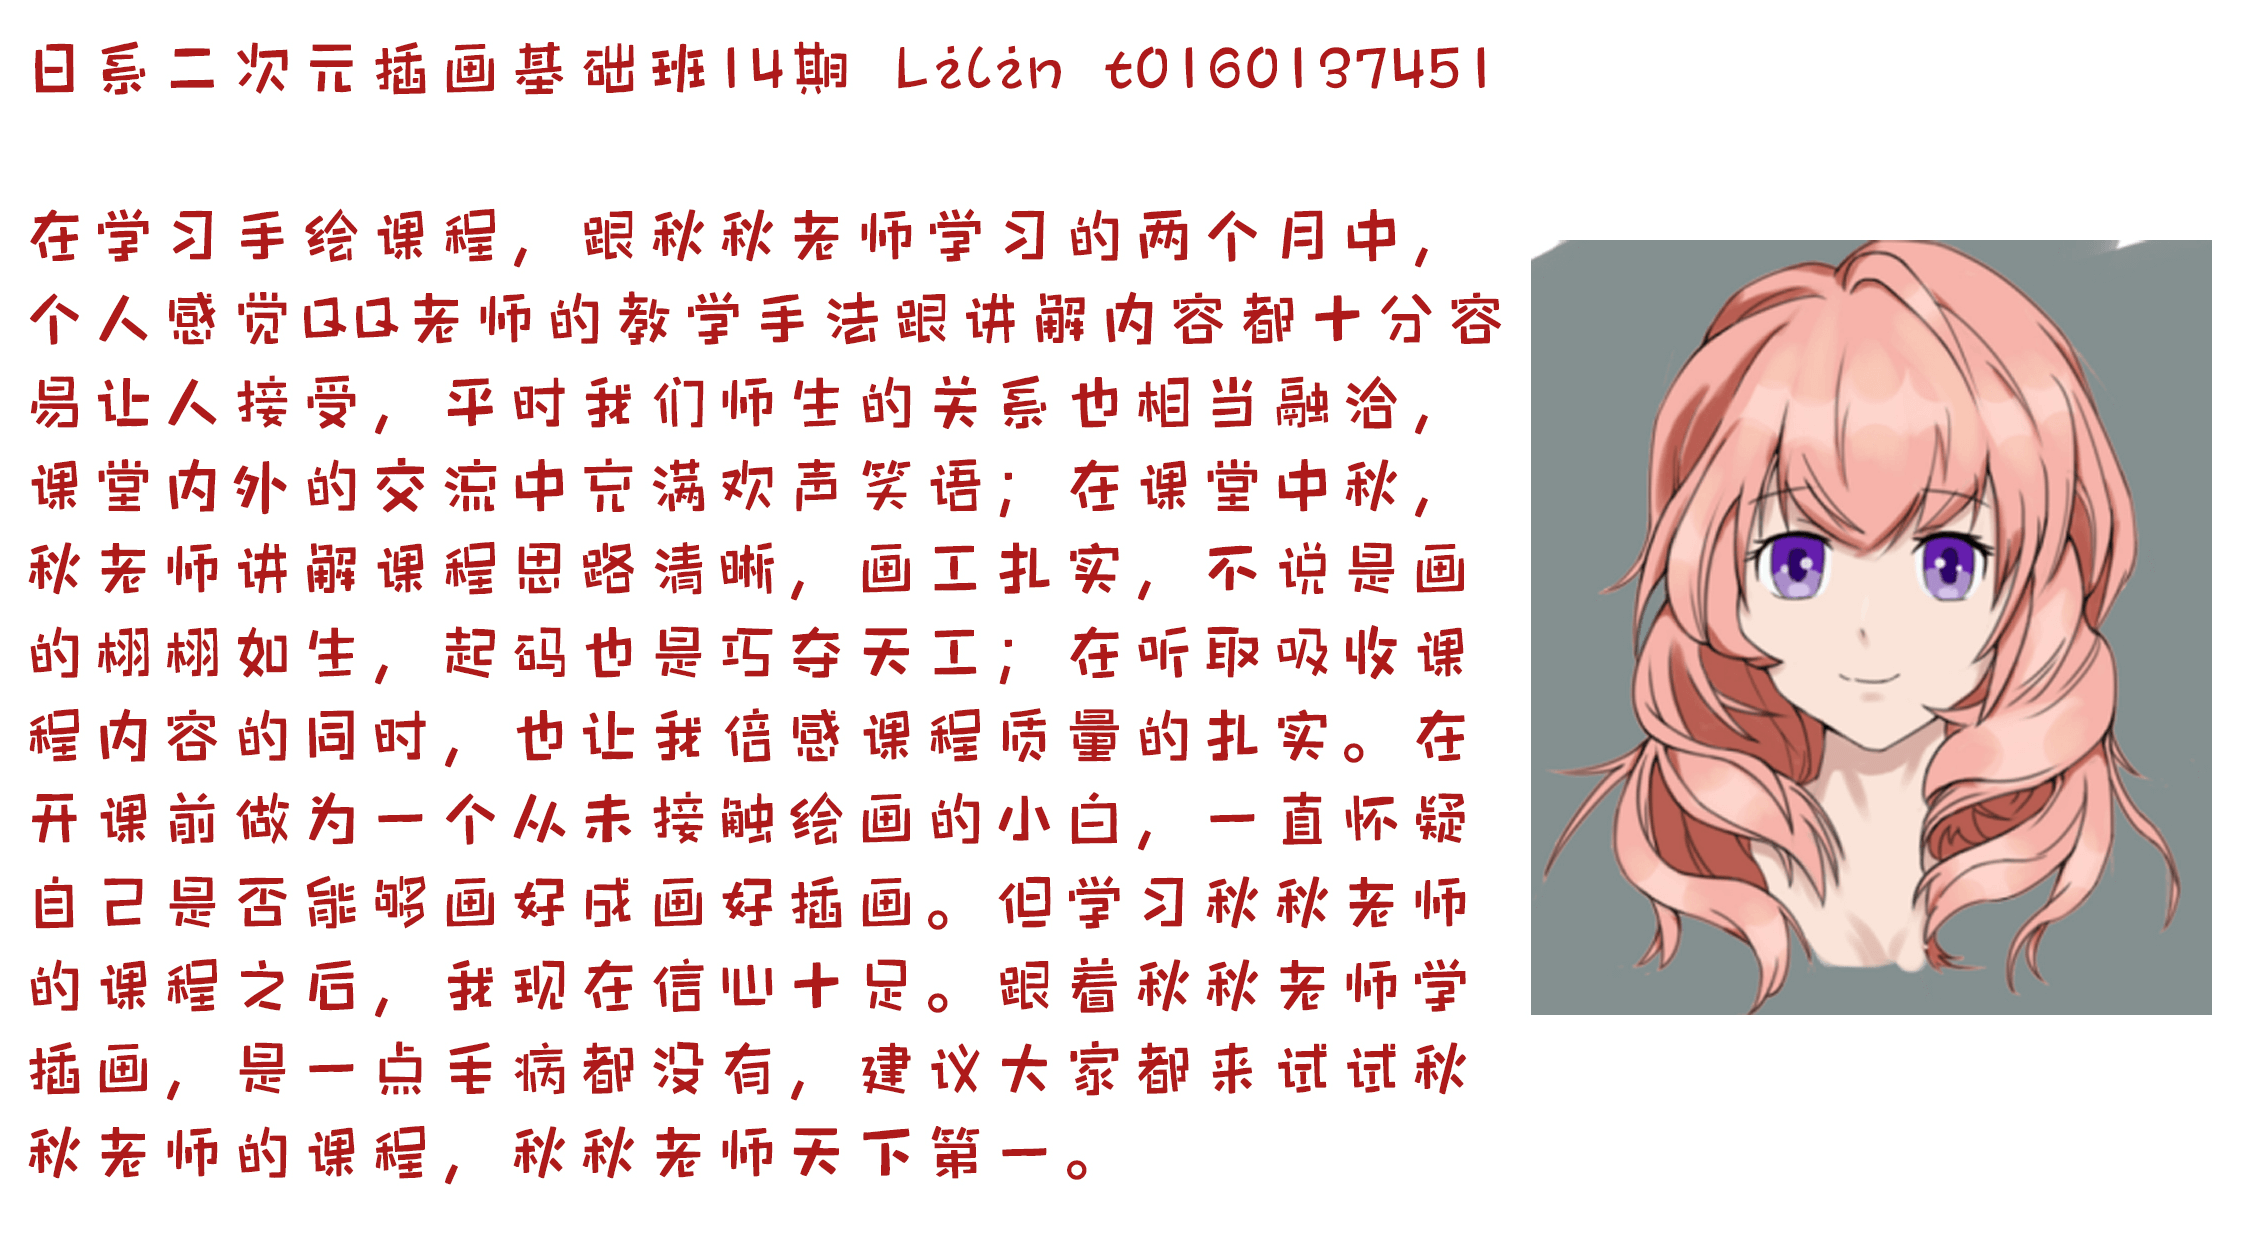 日系二次元插画基础班14期 Lilin t0160137451
在学习手绘课程，跟秋秋老师学习的两个月中，
个人感觉QQ老师的教学手法跟讲解内容都十分容
易让人接受，平时我们师生的关系也相当融洽，
课堂内外的交流中充满欢声笑语；在课堂中秋，
秋老师讲解课程思路清晰，画工扎实，不说是画
的栩栩如生，起码也是巧夺天工；在听取吸收课
程内容的同时，也让我倍感课程质量的扎实。在
开课前做为一个从未接触绘画的小白，一直怀疑
自己是否能够画好成画好插画。但学习秋秋老师
的课程之后，我现在信心十足。跟着秋秋老师学
插画，是一点毛病都没有，建议大家都来试试秋
秋老师的课程，秋秋老师天下第一。